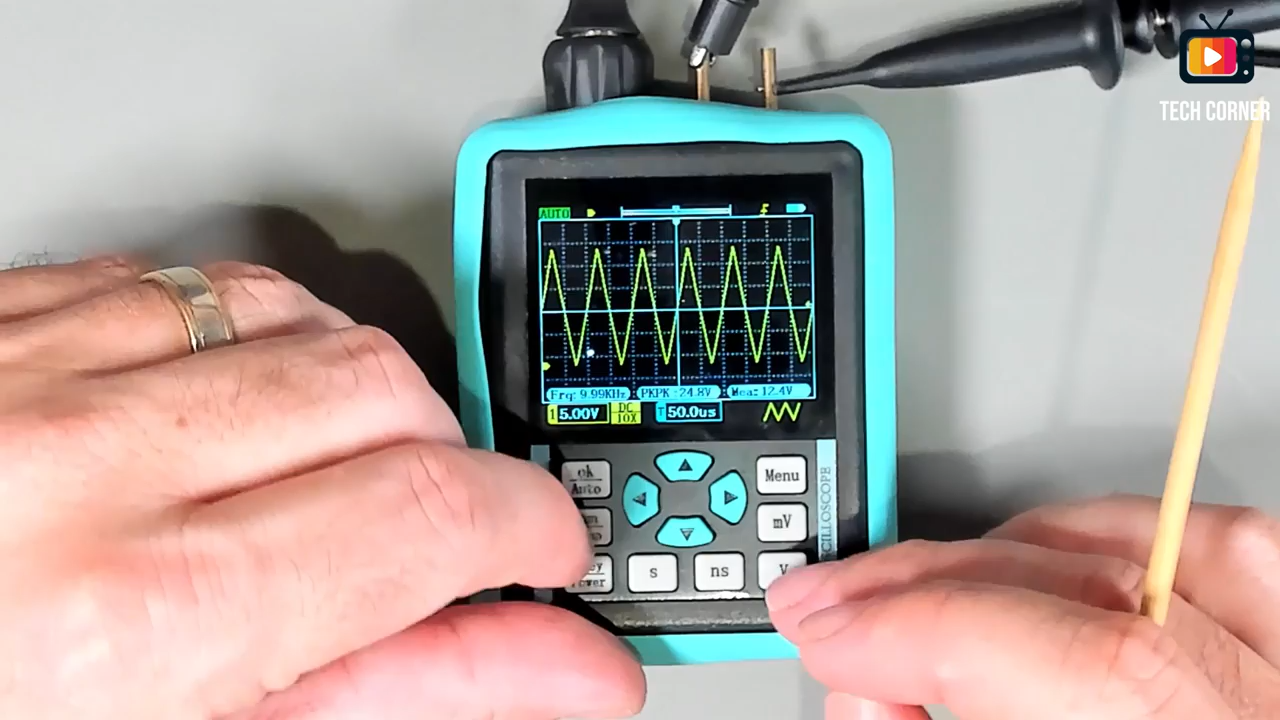 TECH CORNER
AUTO
Frq: 9.99KHz PKPK :24.8V Mea: 12.4V
1 5.00V DC 10X T 50.0us
ok
Auto
Menu
mV
s
ns
V